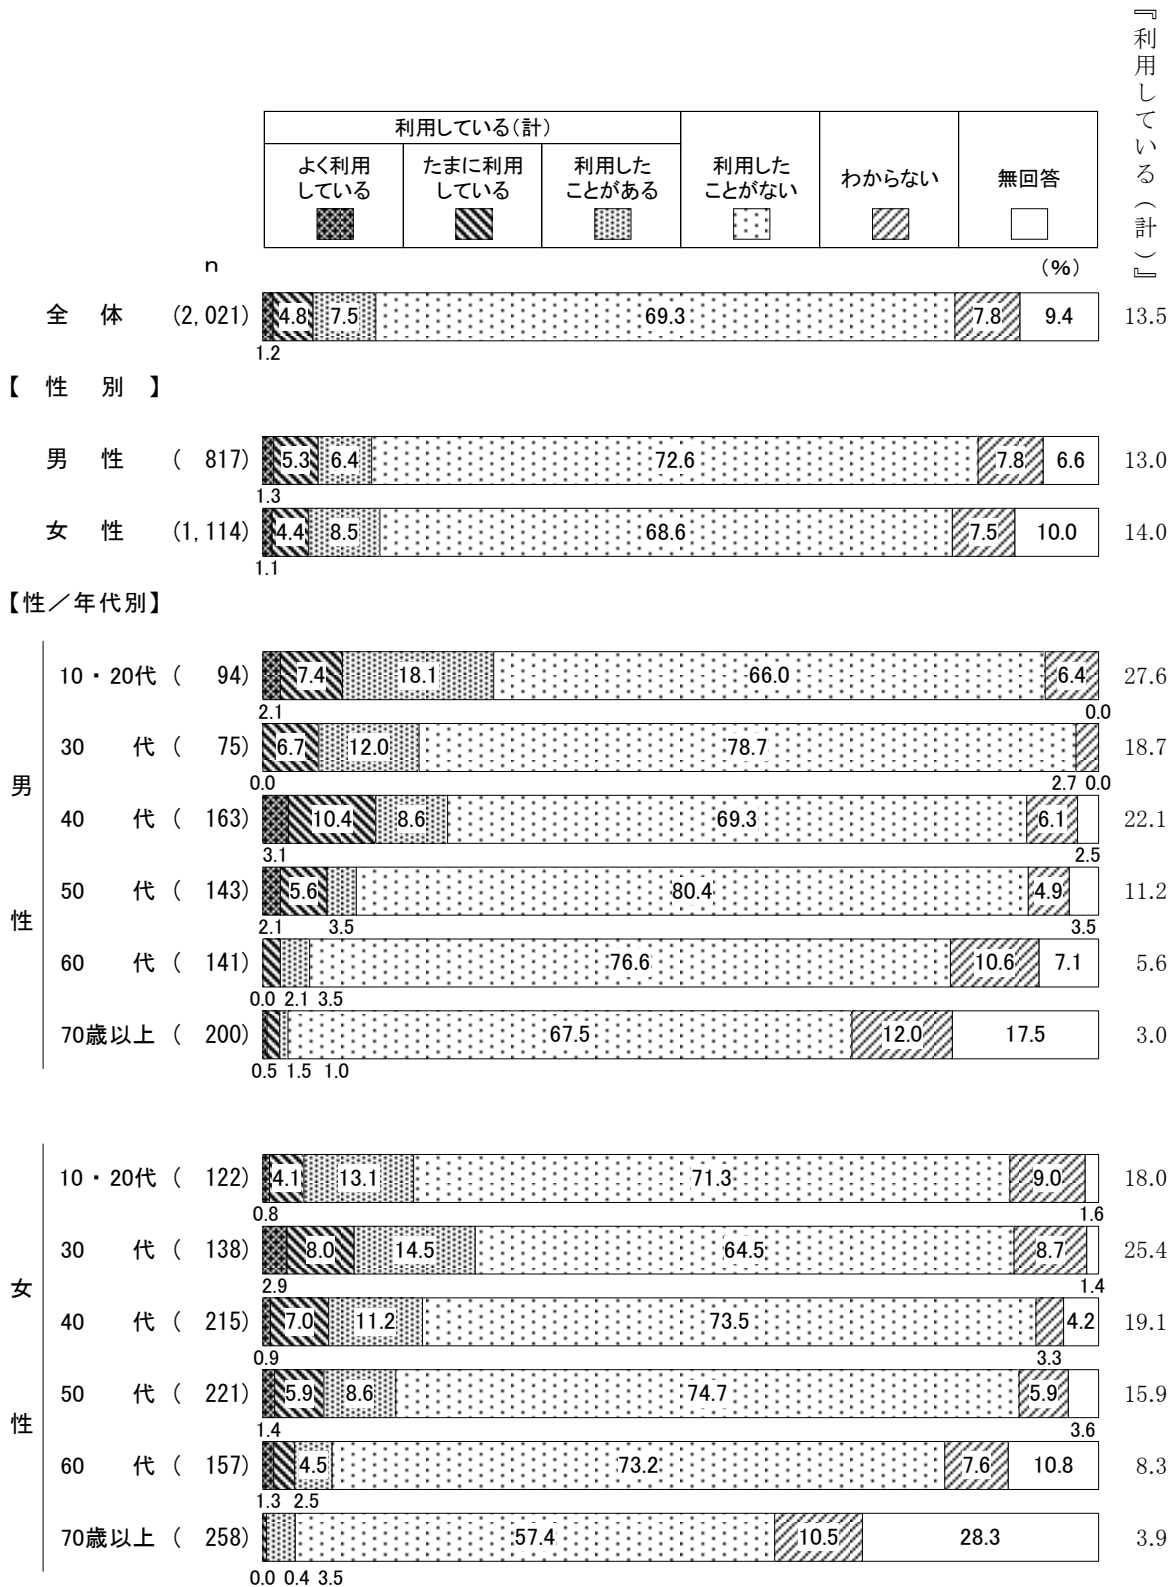 『利用している（計）』
利用している（計）
よく利用
している
たまに利用
している
利用した
ことがある
利用した
ことがない
わからない
無回答
n
（％）
全 体 （2,021） 4.8 7.5 69.3 7.8 9.4 13.5
1.2
【 性 別 】
男 性 （ 817） 5.3 6.4 72.6 7.8 6.6 13.0
1.3
女 性 （1,114） 4.4 8.5 68.6 7.5 10.0 14.0
1.1
【性／年代別】
男性
10・20代 （ 94） 7.4 18.1 66.0 6.4 27.6
2.1 0.0
30 代 （ 75） 6.7 12.0 78.7 18.7
0.0 2.7 0.0
40 代 （ 163） 10.4 8.6 69.3 6.1 22.1
3.1 2.5
50 代 （ 143） 5.6 80.4 4.9 11.2
2.1 3.5 3.5
60 代 （ 141） 76.6 10.6 7.1 5.6
0.0 2.1 3.5
70歳以上 （ 200） 67.5 12.0 17.5 3.0
0.5 1.5 1.0
女性
10・20代 （ 122） 4.1 13.1 71.3 9.0 18.0
0.8 1.6
30 代 （ 138） 8.0 14.5 64.5 8.7 25.4
2.9 1.4
40 代 （ 215） 7.0 11.2 73.5 4.2 19.1
0.9 3.3
50 代 （ 221） 5.9 8.6 74.7 5.9 15.9
1.4 3.6
60 代 （ 157） 4.5 73.2 7.6 10.8 8.3
1.3 2.5
70歳以上 （ 258） 57.4 10.5 28.3 3.9
0.0 0.4 3.5